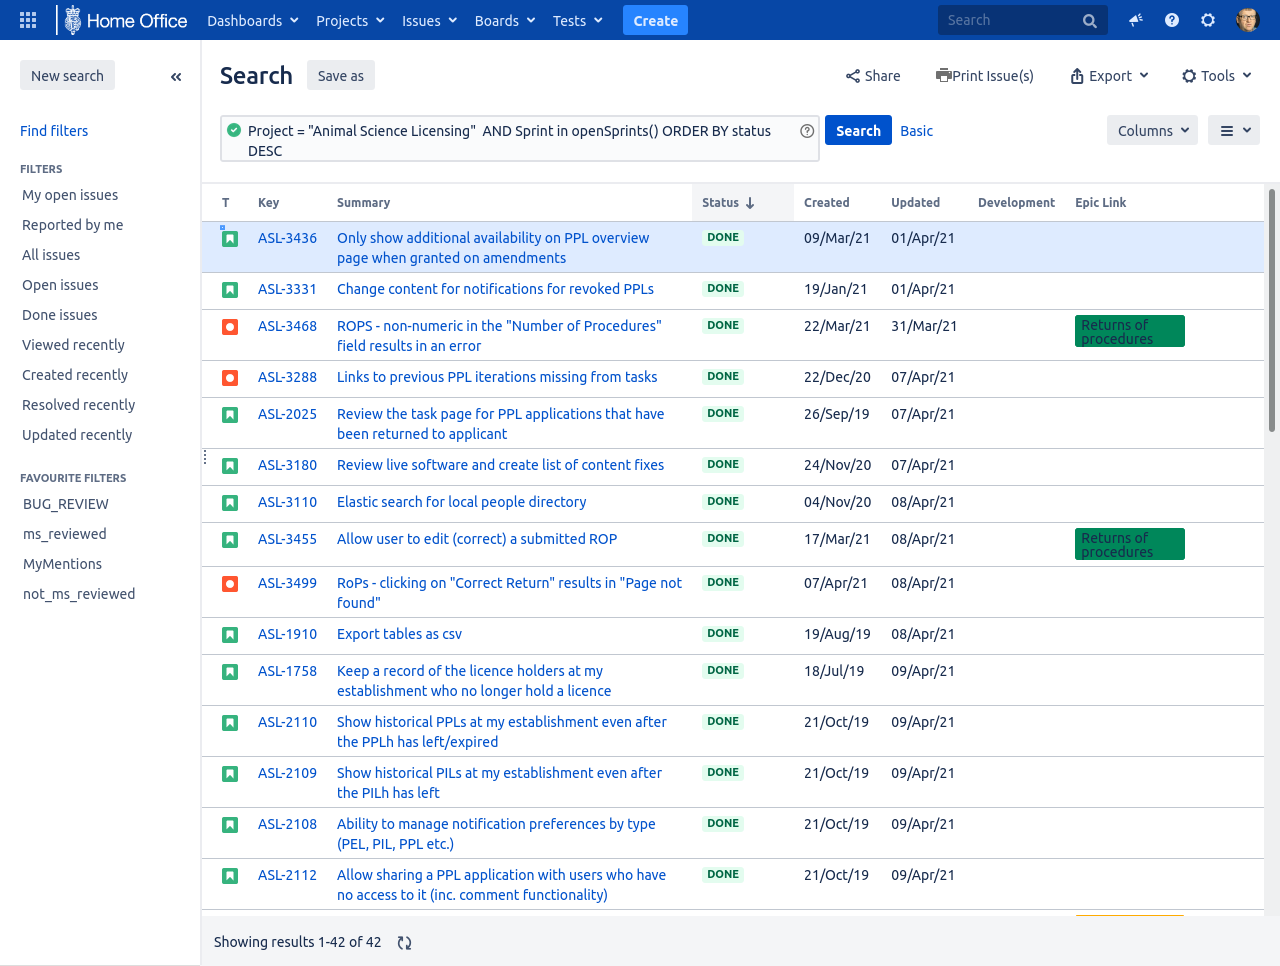 Home Office Dashboards Projects Issues Boards Tests Create Search
New search
Find filters
FILTERS
My open issues
Reported by me
All issues
Open issues
Done issues
Viewed recently
Created recently
Resolved recently
Updated recently
FAVOURITE FILTERS
BUG_REVIEW
ms_reviewed
MyMentions
not_ms_reviewed
Search Save as Share Print Issue(s) Export Tools
Project = "Animal Science Licensing" AND Sprint in openSprints() ORDER BY status
DESC
Search Basic Columns
T Key Summary Status Created Updated Development Epic Link
ASL-3436 Only show additional availability on PPL overview DONE 09/Mar/21 01/Apr/21
page when granted on amendments
ASL-3331 Change content for notifications for revoked PPLs DONE 19/Jan/21 01/Apr/21
ASL-3468 ROPS - non-numeric in the "Number of Procedures" DONE 22/Mar/21 31/Mar/21 Returns of
field results in an error procedures
ASL-3288 Links to previous PPL iterations missing from tasks DONE 22/Dec/20 07/Apr/21
ASL-2025 Review the task page for PPL applications that have DONE 26/Sep/19 07/Apr/21
been returned to applicant
ASL-3180 Review live software and create list of content fixes DONE 24/Nov/20 07/Apr/21
ASL-3110 Elastic search for local people directory DONE 04/Nov/20 08/Apr/21
ASL-3455 Allow user to edit (correct) a submitted ROP DONE 17/Mar/21 08/Apr/21 Returns of
procedures
ASL-3499 RoPs - clicking on "Correct Return" results in "Page not DONE 07/Apr/21 08/Apr/21
found"
ASL-1910 Export tables as csv DONE 19/Aug/19 08/Apr/21
ASL-1758 Keep a record of the licence holders at my DONE 18/Jul/19 09/Apr/21
establishment who no longer hold a licence
ASL-2110 Show historical PPLs at my establishment even after DONE 21/Oct/19 09/Apr/21
the PPLh has left/expired
ASL-2109 Show historical PILs at my establishment even after DONE 21/Oct/19 09/Apr/21
the PILh has left
ASL-2108 Ability to manage notification preferences by type DONE 21/Oct/19 09/Apr/21
(PEL, PIL, PPL etc.)
ASL-2112 Allow sharing a PPL application with users who have DONE 21/Oct/19 09/Apr/21
no access to it (inc. comment functionality)
Showing results 1-42 of 42